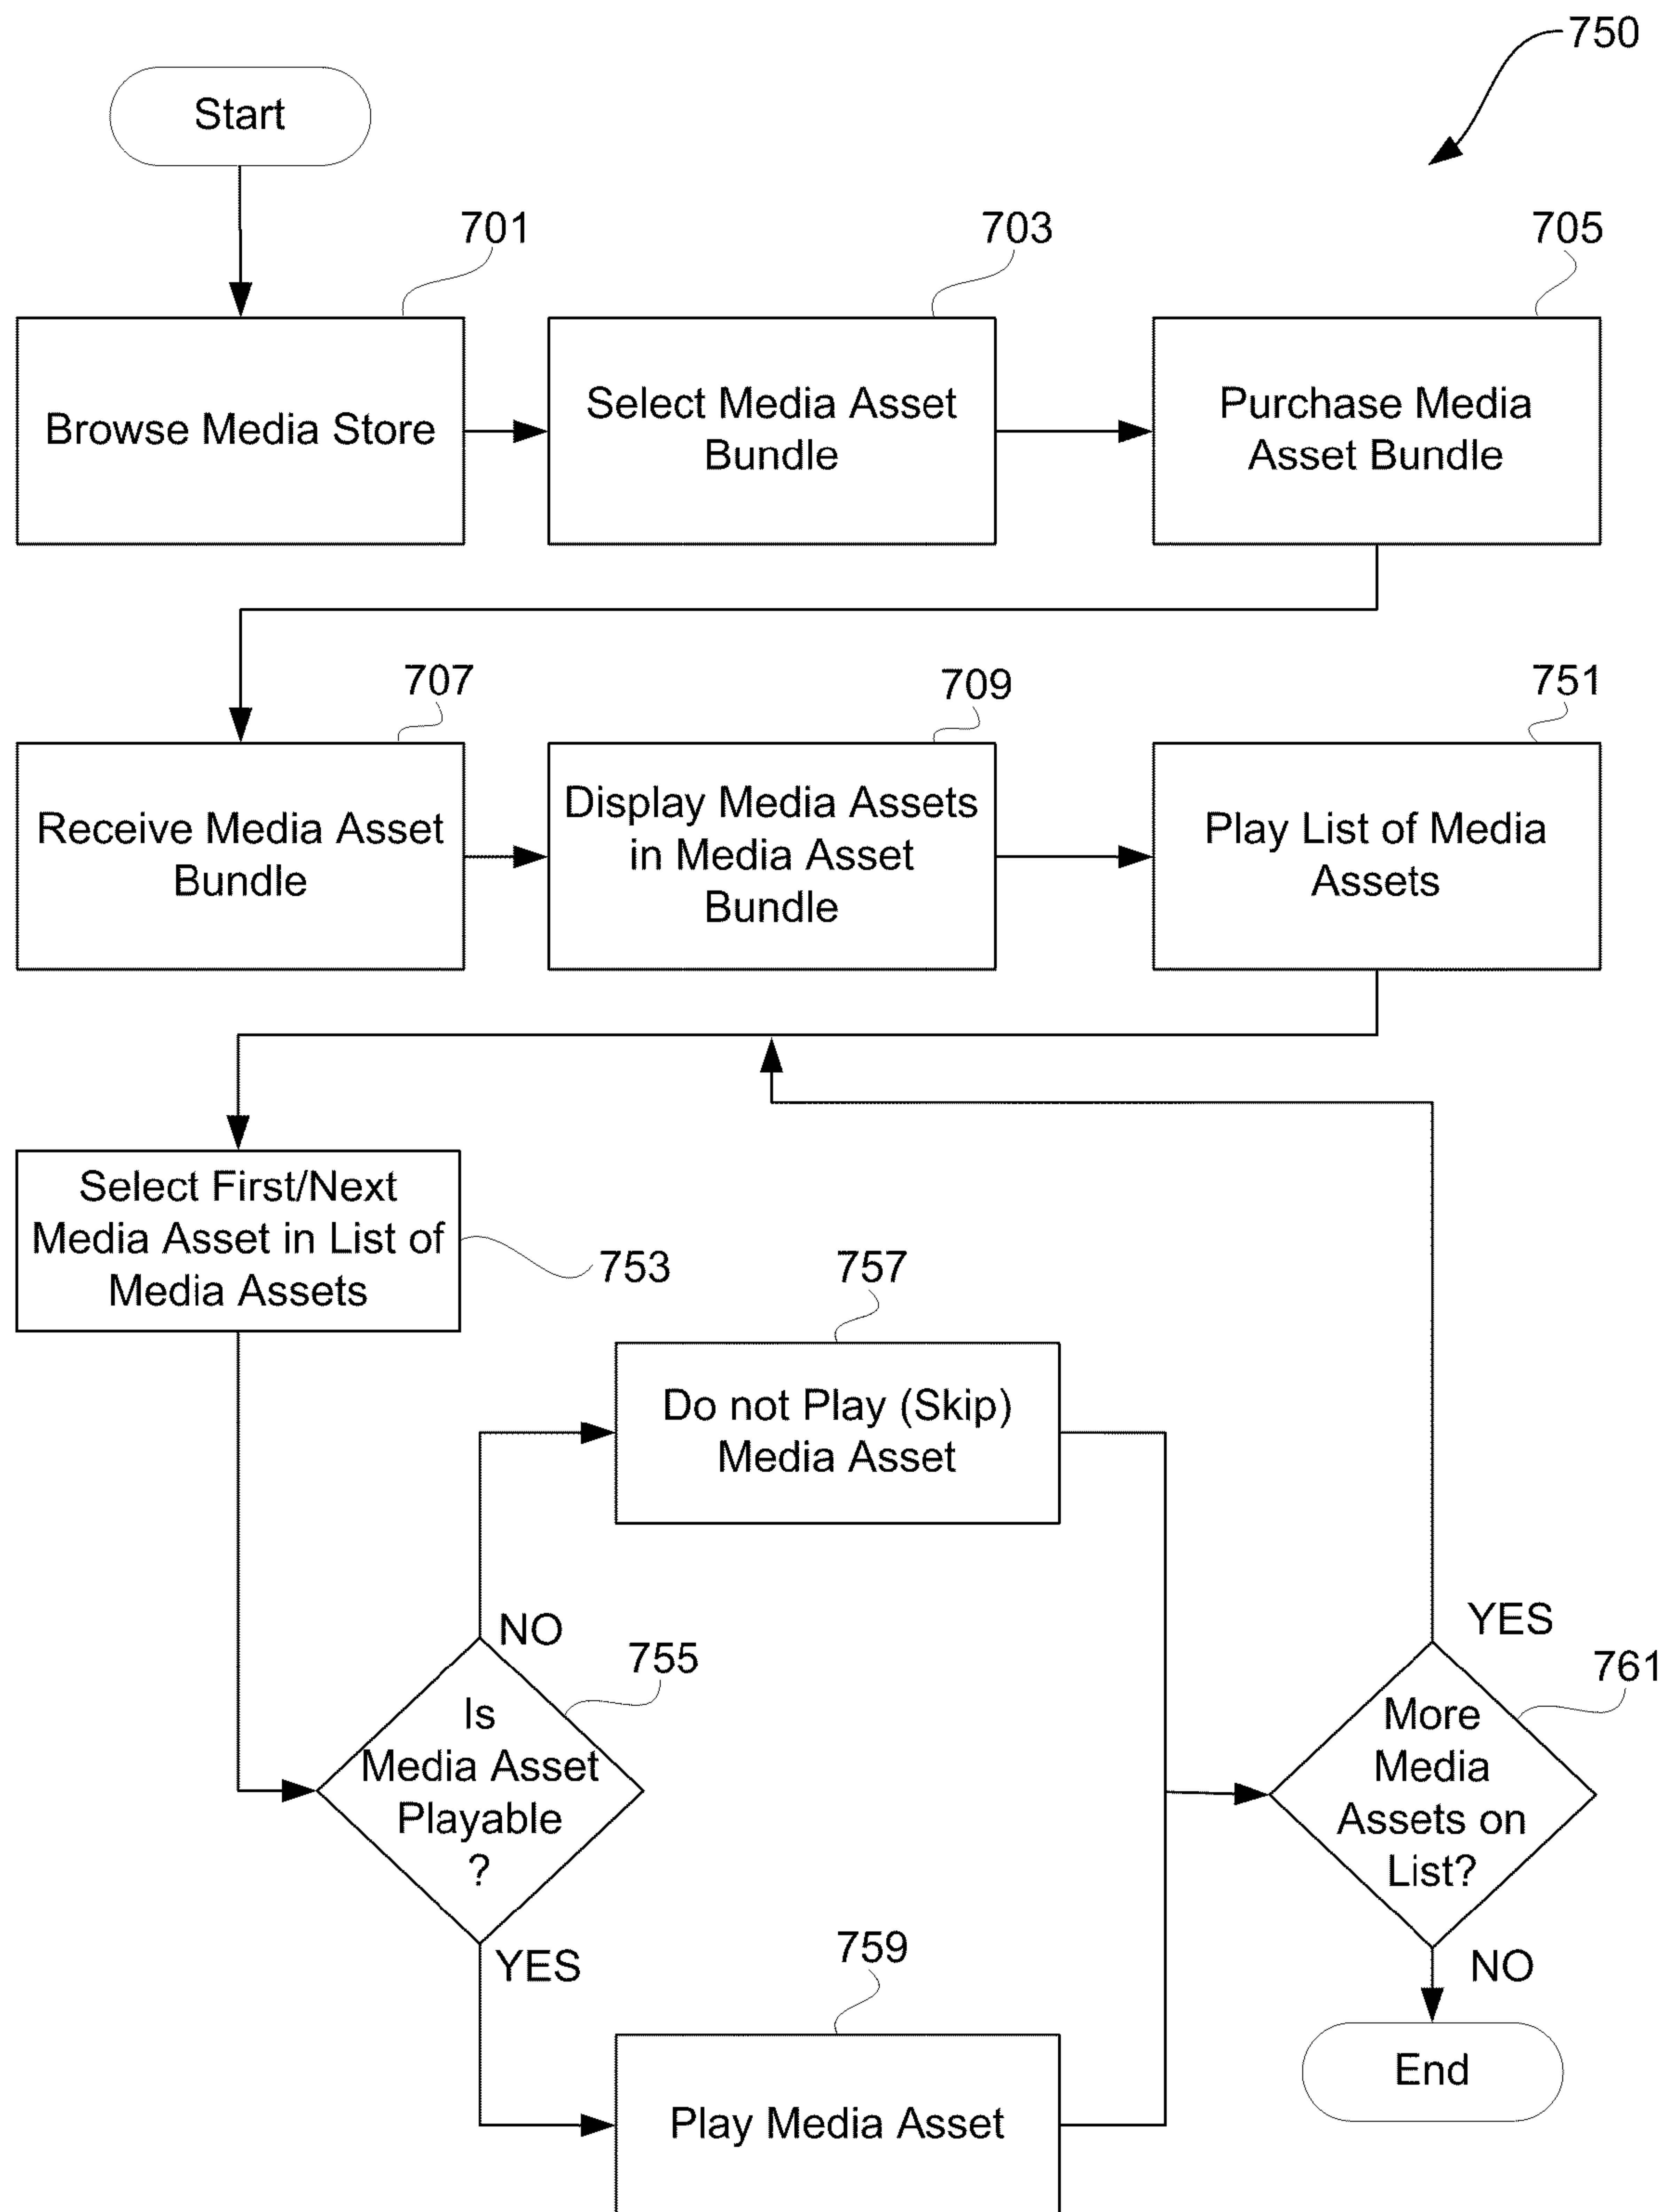 750
Start
701
703
705
Browse Media Store
Select Media Asset
Bundle
Purchase Media
Asset Bundle
707
709
751
Receive Media Asset
Bundle
Display Media Assets
in Media Asset
Bundle
Play List of Media
Assets
Select First/Next
Media Asset in List of
Media Assets
753
757
Do not Play (Skip)
Media Asset
NO
755
Is
Media Asset
Playable
?
YES
YES
761
More
Media
Assets on
List?
NO
759
Play Media Asset
End